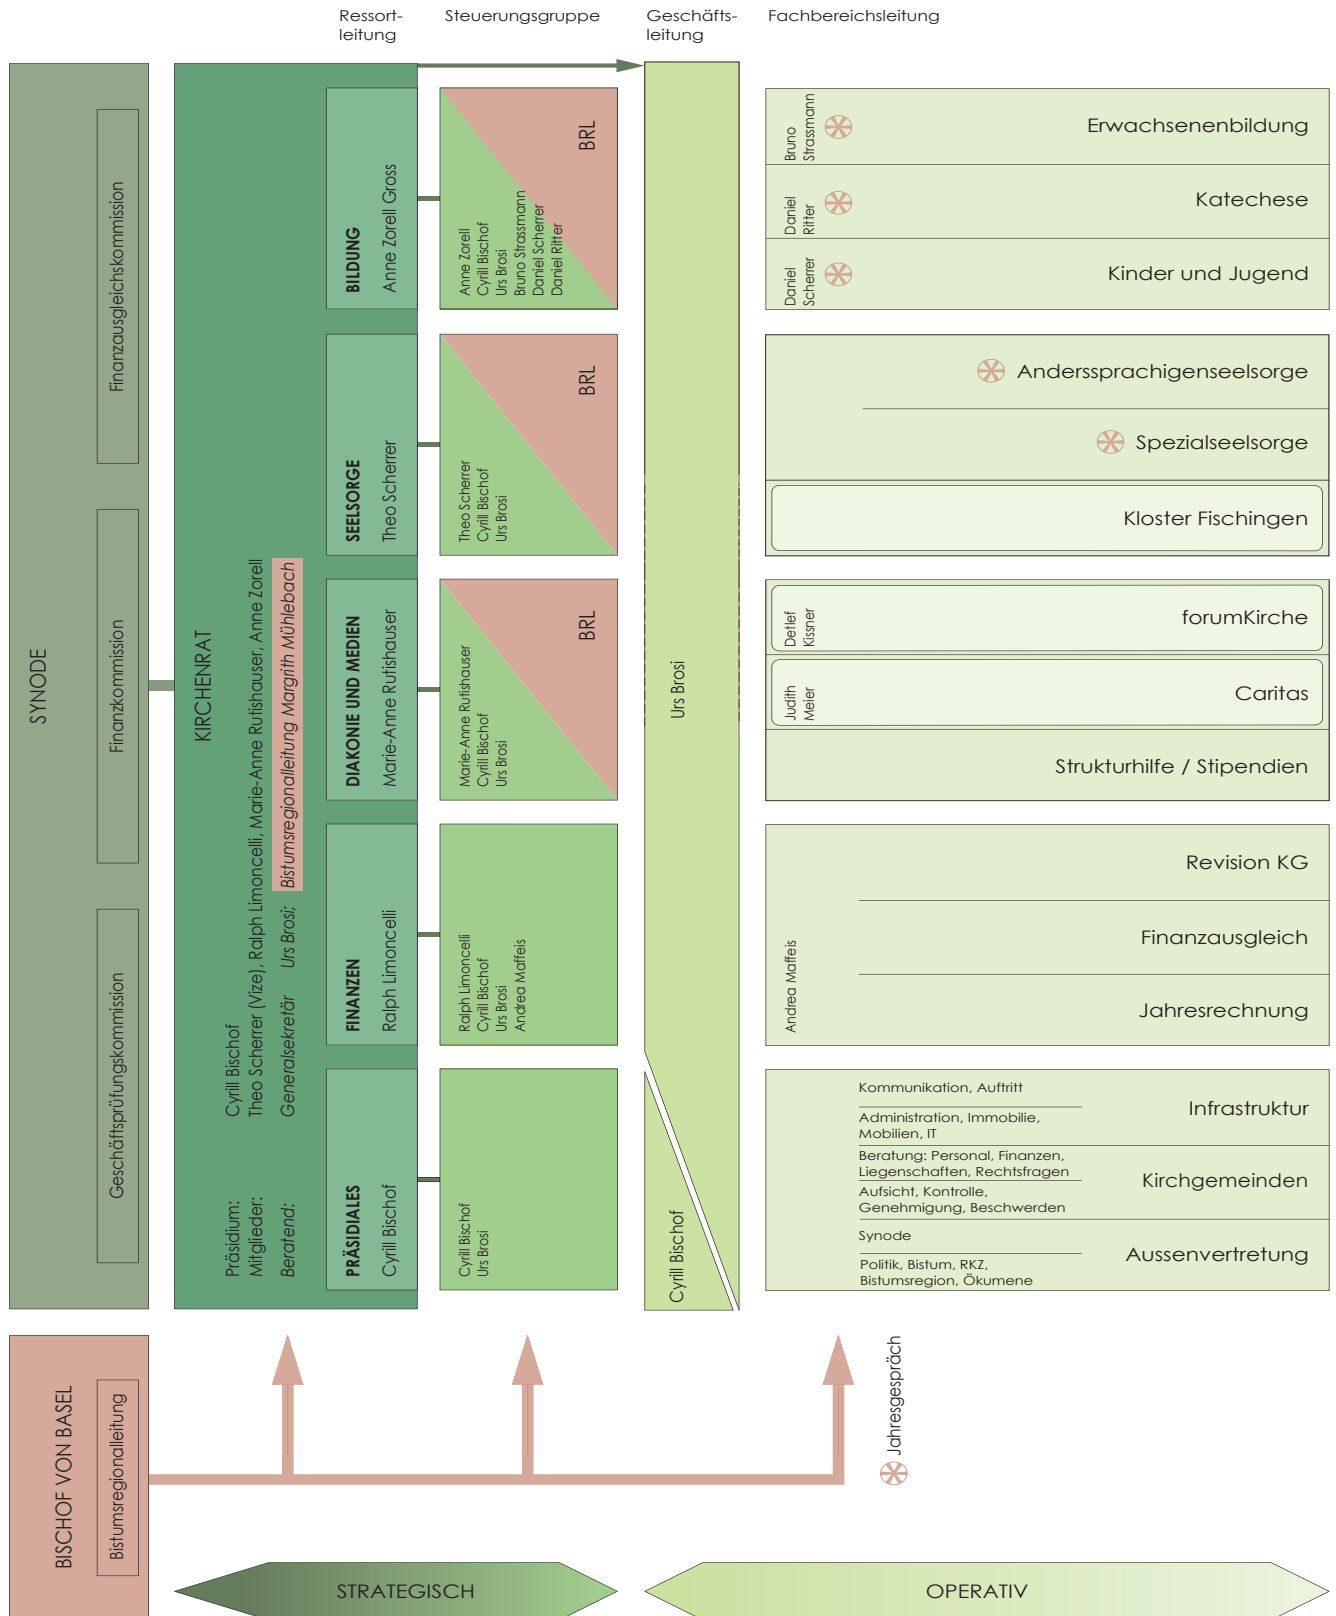 Ressort-
leitung
Steuerungsgruppe
Geschäfts-
leitung
Fachbereichsleitung
SYNODE
Finanzausgleichskommission
Finanzkommission
Geschäftsprüfungskommission
KIRCHENRAT
Präsidium: Cyrill Bischof
Mitglieder: Theo Scherrer (Vize), Ralph Limoncelli, Marie-Anne Rutishauser, Anne Zorell
Beratend: Generalsekretär Urs Brosi; Bistumsregionalleitung Margrith Mühlebach
BILDUNG
Anne Zorell Gross
Anne Zorell
Cyrill Bischof
Urs Brosi
Bruno Strassmann
Daniel Scherrer
Daniel Ritter
BRL
SEELSORGE
Theo Scherrer
Theo Scherrer
Cyrill Bischof
Urs Brosi
BRL
DIAKONIE UND MEDIEN
Marie-Anne Rutishauser
Marie-Anne Rutishauser
Cyrill Bischof
Urs Brosi
BRL
FINANZEN
Ralph Limoncelli
Ralph Limoncelli
Cyrill Bischof
Urs Brosi
Andrea Maffeis
PRÄSIDIALES
Cyrill Bischof
Cyrill Bischof
Urs Brosi
Urs Brosi
Cyrill Bischof
Bruno
Strassmann
Erwachsenenbildung
Daniel
Ritter
Katechese
Daniel
Scherrer
Kinder und Jugend
Anderssprachigenseelsorge
Spezialseelsorge
Kloster Fischingen
Detlef
Kissner
forumKirche
Judith
Meier
Caritas
Strukturhilfe / Stipendien
Andrea Maffeis
Revision KG
Finanzausgleich
Jahresrechnung
Kommunikation, Auftritt
Administration, Immobilie,
Mobilien, IT
Infrastruktur
Beratung: Personal, Finanzen,
Liegenschaften, Rechtsfragen
Aufsicht, Kontrolle,
Genehmigung, Beschwerden
Kirchgemeinden
Synode
Politik, Bistum, RKZ,
Bistumsregion, Ökumene
Aussenvertretung
BISCHOF VON BASEL
Bistumsregionalleitung
Jahresgespräch
STRATEGISCH
OPERATIV